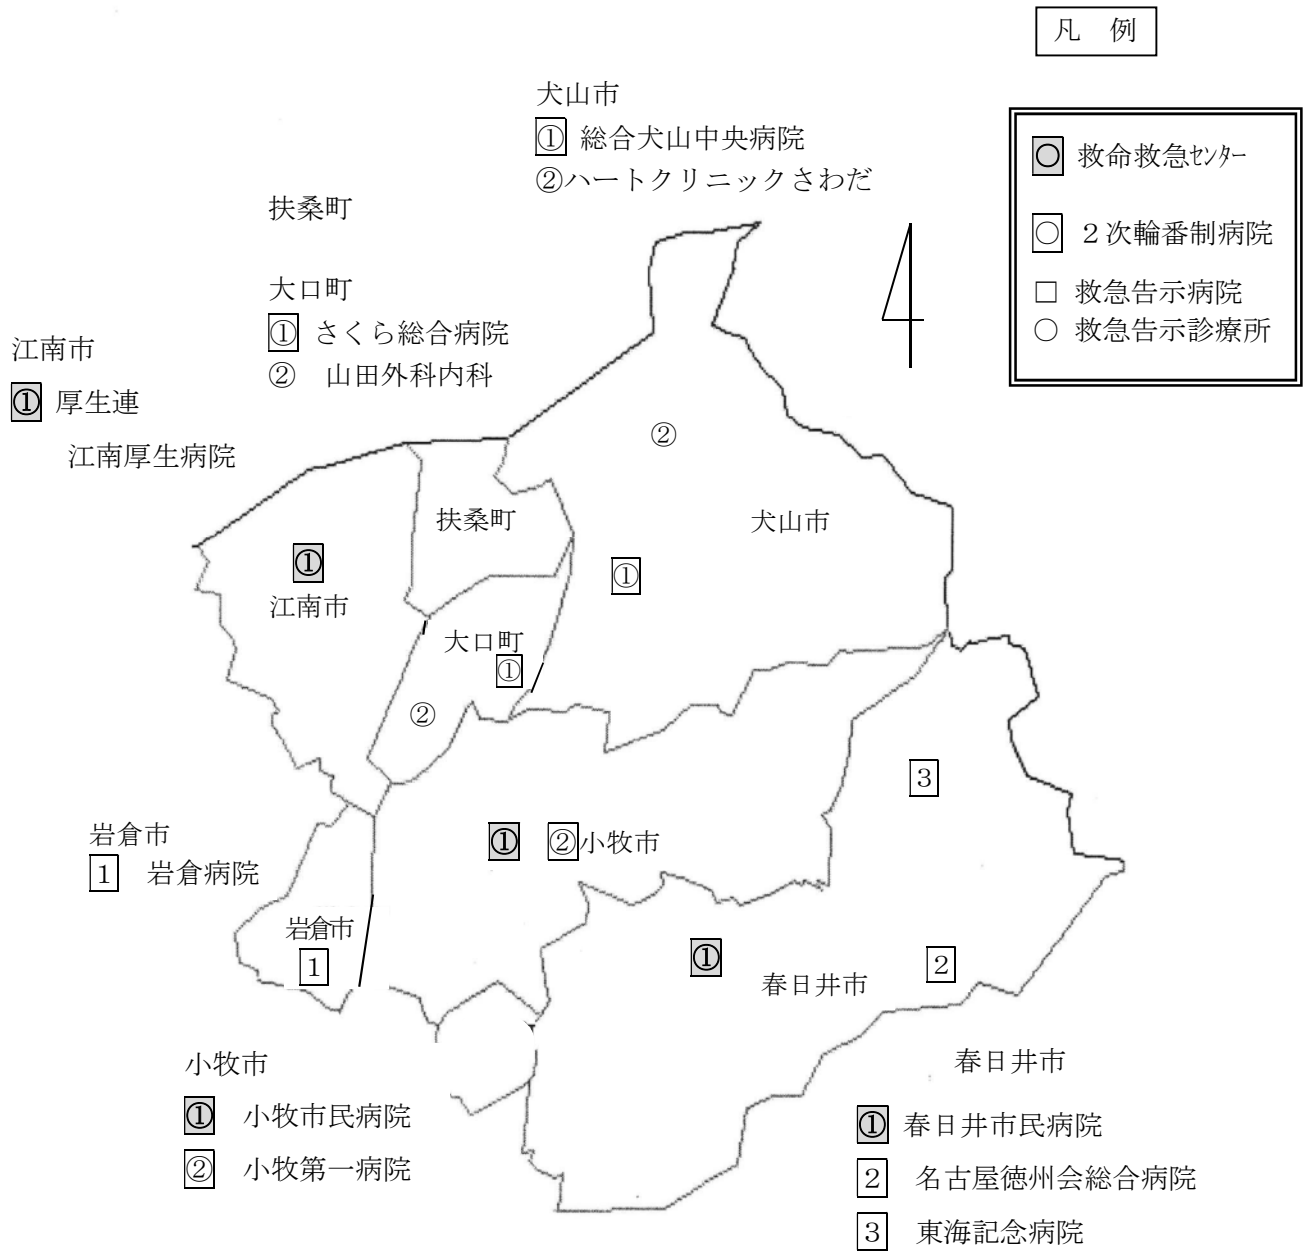 凡　例
救命救急ｾﾝﾀｰ
２次輪番制病院
□ 救急告示病院
○ 救急告示診療所
犬山市
① 総合犬山中央病院
②ハートクリニックさわだ
扶桑町
大口町
① さくら総合病院
②　山田外科内科
江南市
① 厚生連
江南厚生病院
②
扶桑町
犬山市
①
①
江南市
大口町
①
②
3
岩倉市
1　岩倉病院
①
②小牧市
岩倉市
1
①
2
春日井市
小牧市
①　小牧市民病院
②　小牧第一病院
春日井市
① 春日井市民病院
2　名古屋徳州会総合病院
3　東海記念病院